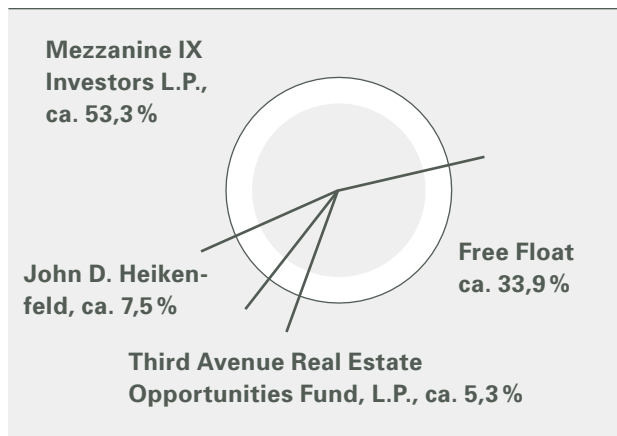 Mezzanine IX
Investors L.P.,
ca. 53,3 %
John D. Heiken-
feld, ca. 7,5 %
Free Float
ca. 33,9 %
Third Avenue Real Estate
Opportunities Fund, L.P., ca. 5,3 %